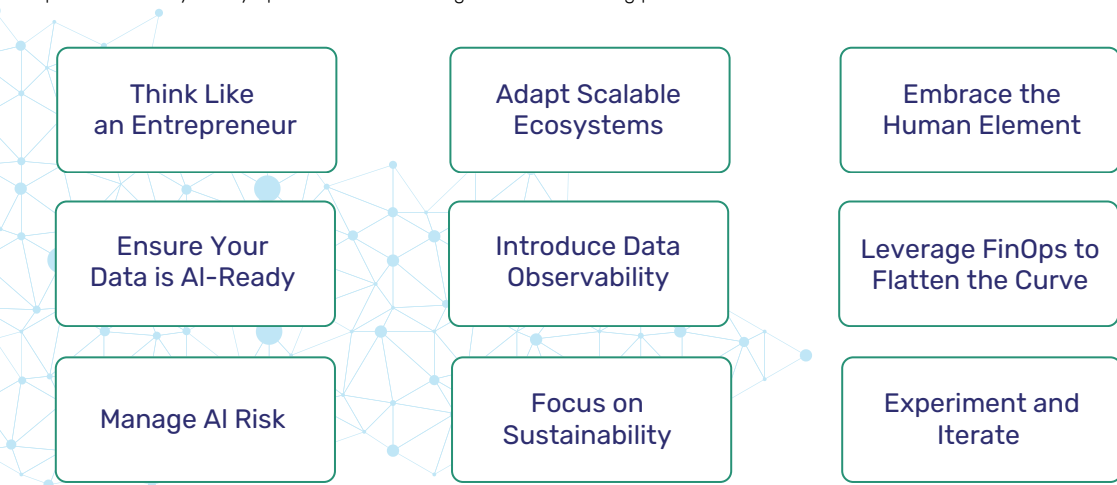 Think Like
an Entrepreneur
Adapt Scalable
Ecosystems
Embrace the
Human Element
Ensure Your
Data is AI-Ready
Introduce Data
Observability
Leverage FinOps to
Flatten the Curve
Manage AI Risk
Focus on
Sustainability
Experiment and
Iterate